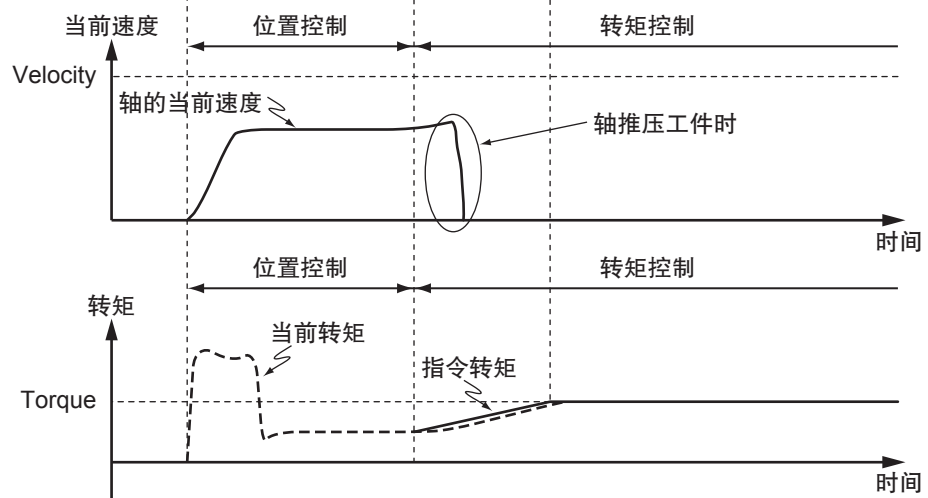 当前速度
位置控制
转矩控制
Velocity
轴的当前速度
轴推压工件时
时间
位置控制
转矩控制
转矩
当前转矩
指令转矩
Torque
时间